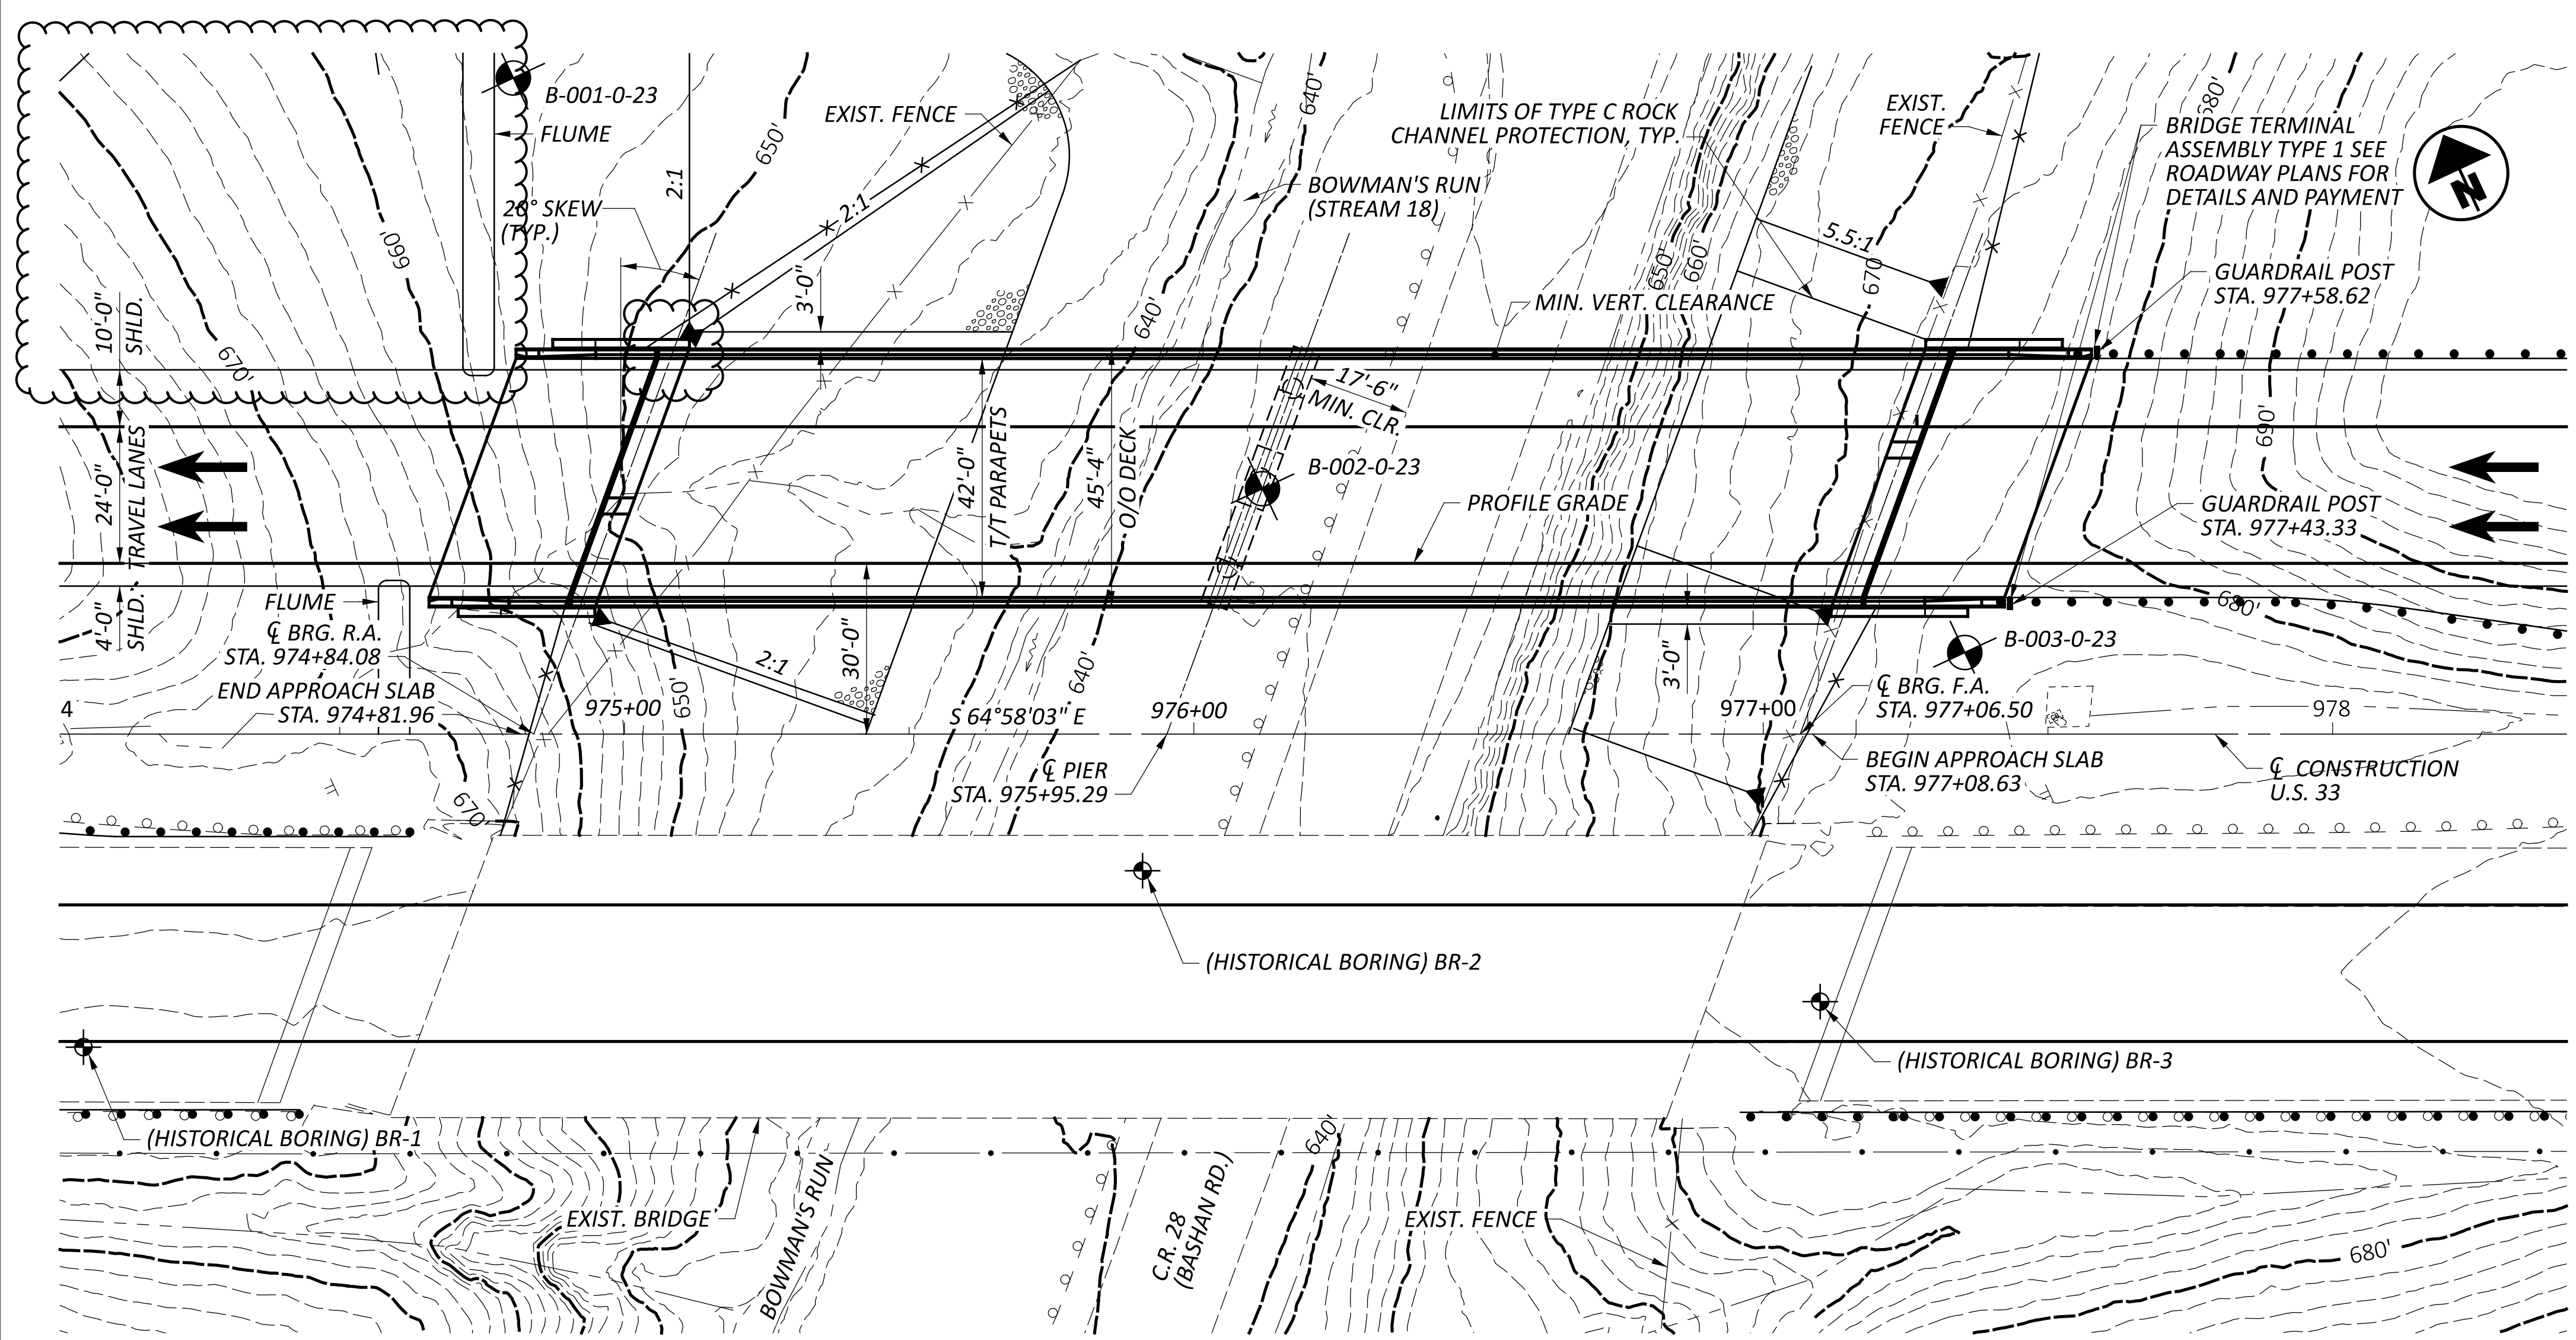 B-001-0-23
FLUME
EXIST. FENCE
LIMITS OF TYPE C ROCK
CHANNEL PROTECTION, TYP.
EXIST.
FENCE
BRIDGE TERMINAL
ASSEMBLY TYPE 1 SEE
ROADWAY PLANS FOR
DETAILS AND PAYMENT
N
650'
640'
680'
2:1
20° SKEW
(TYP.)
2:1
BOWMAN'S RUN
(STREAM 18)
5.5:1
660'
650'
660'
670'
GUARDRAIL POST
STA. 977+58.62
MIN. VERT. CLEARANCE
3'-0"
640'
10'-0"
SHLD.
670'
17'-6"
MIN. CLR.
690'
24'-0"
TRAVEL LANES
42'-0"
T/T PARAPETS
45'-4"
O/O DECK
B-002-0-23
PROFILE GRADE
GUARDRAIL POST
STA. 977+43.33
4'-0"
SHLD.
FLUME
℄ BRG. R.A.
STA. 974+84.08
END APPROACH SLAB
STA. 974+81.96
2:1
30'-0"
640'
3'-0"
680'
B-003-0-23
℄ BRG. F.A.
STA. 977+06.50
4
975+00
650'
S 64°58'03" E
976+00
977+00
978
℄ PIER
STA. 975+95.29
BEGIN APPROACH SLAB
STA. 977+08.63
℄ CONSTRUCTION
U.S. 33
670'
(HISTORICAL BORING) BR-2
(HISTORICAL BORING) BR-3
(HISTORICAL BORING) BR-1
640'
EXIST. BRIDGE
BOWMAN'S RUN
C.R. 28
(BASHAN RD.)
EXIST. FENCE
680'